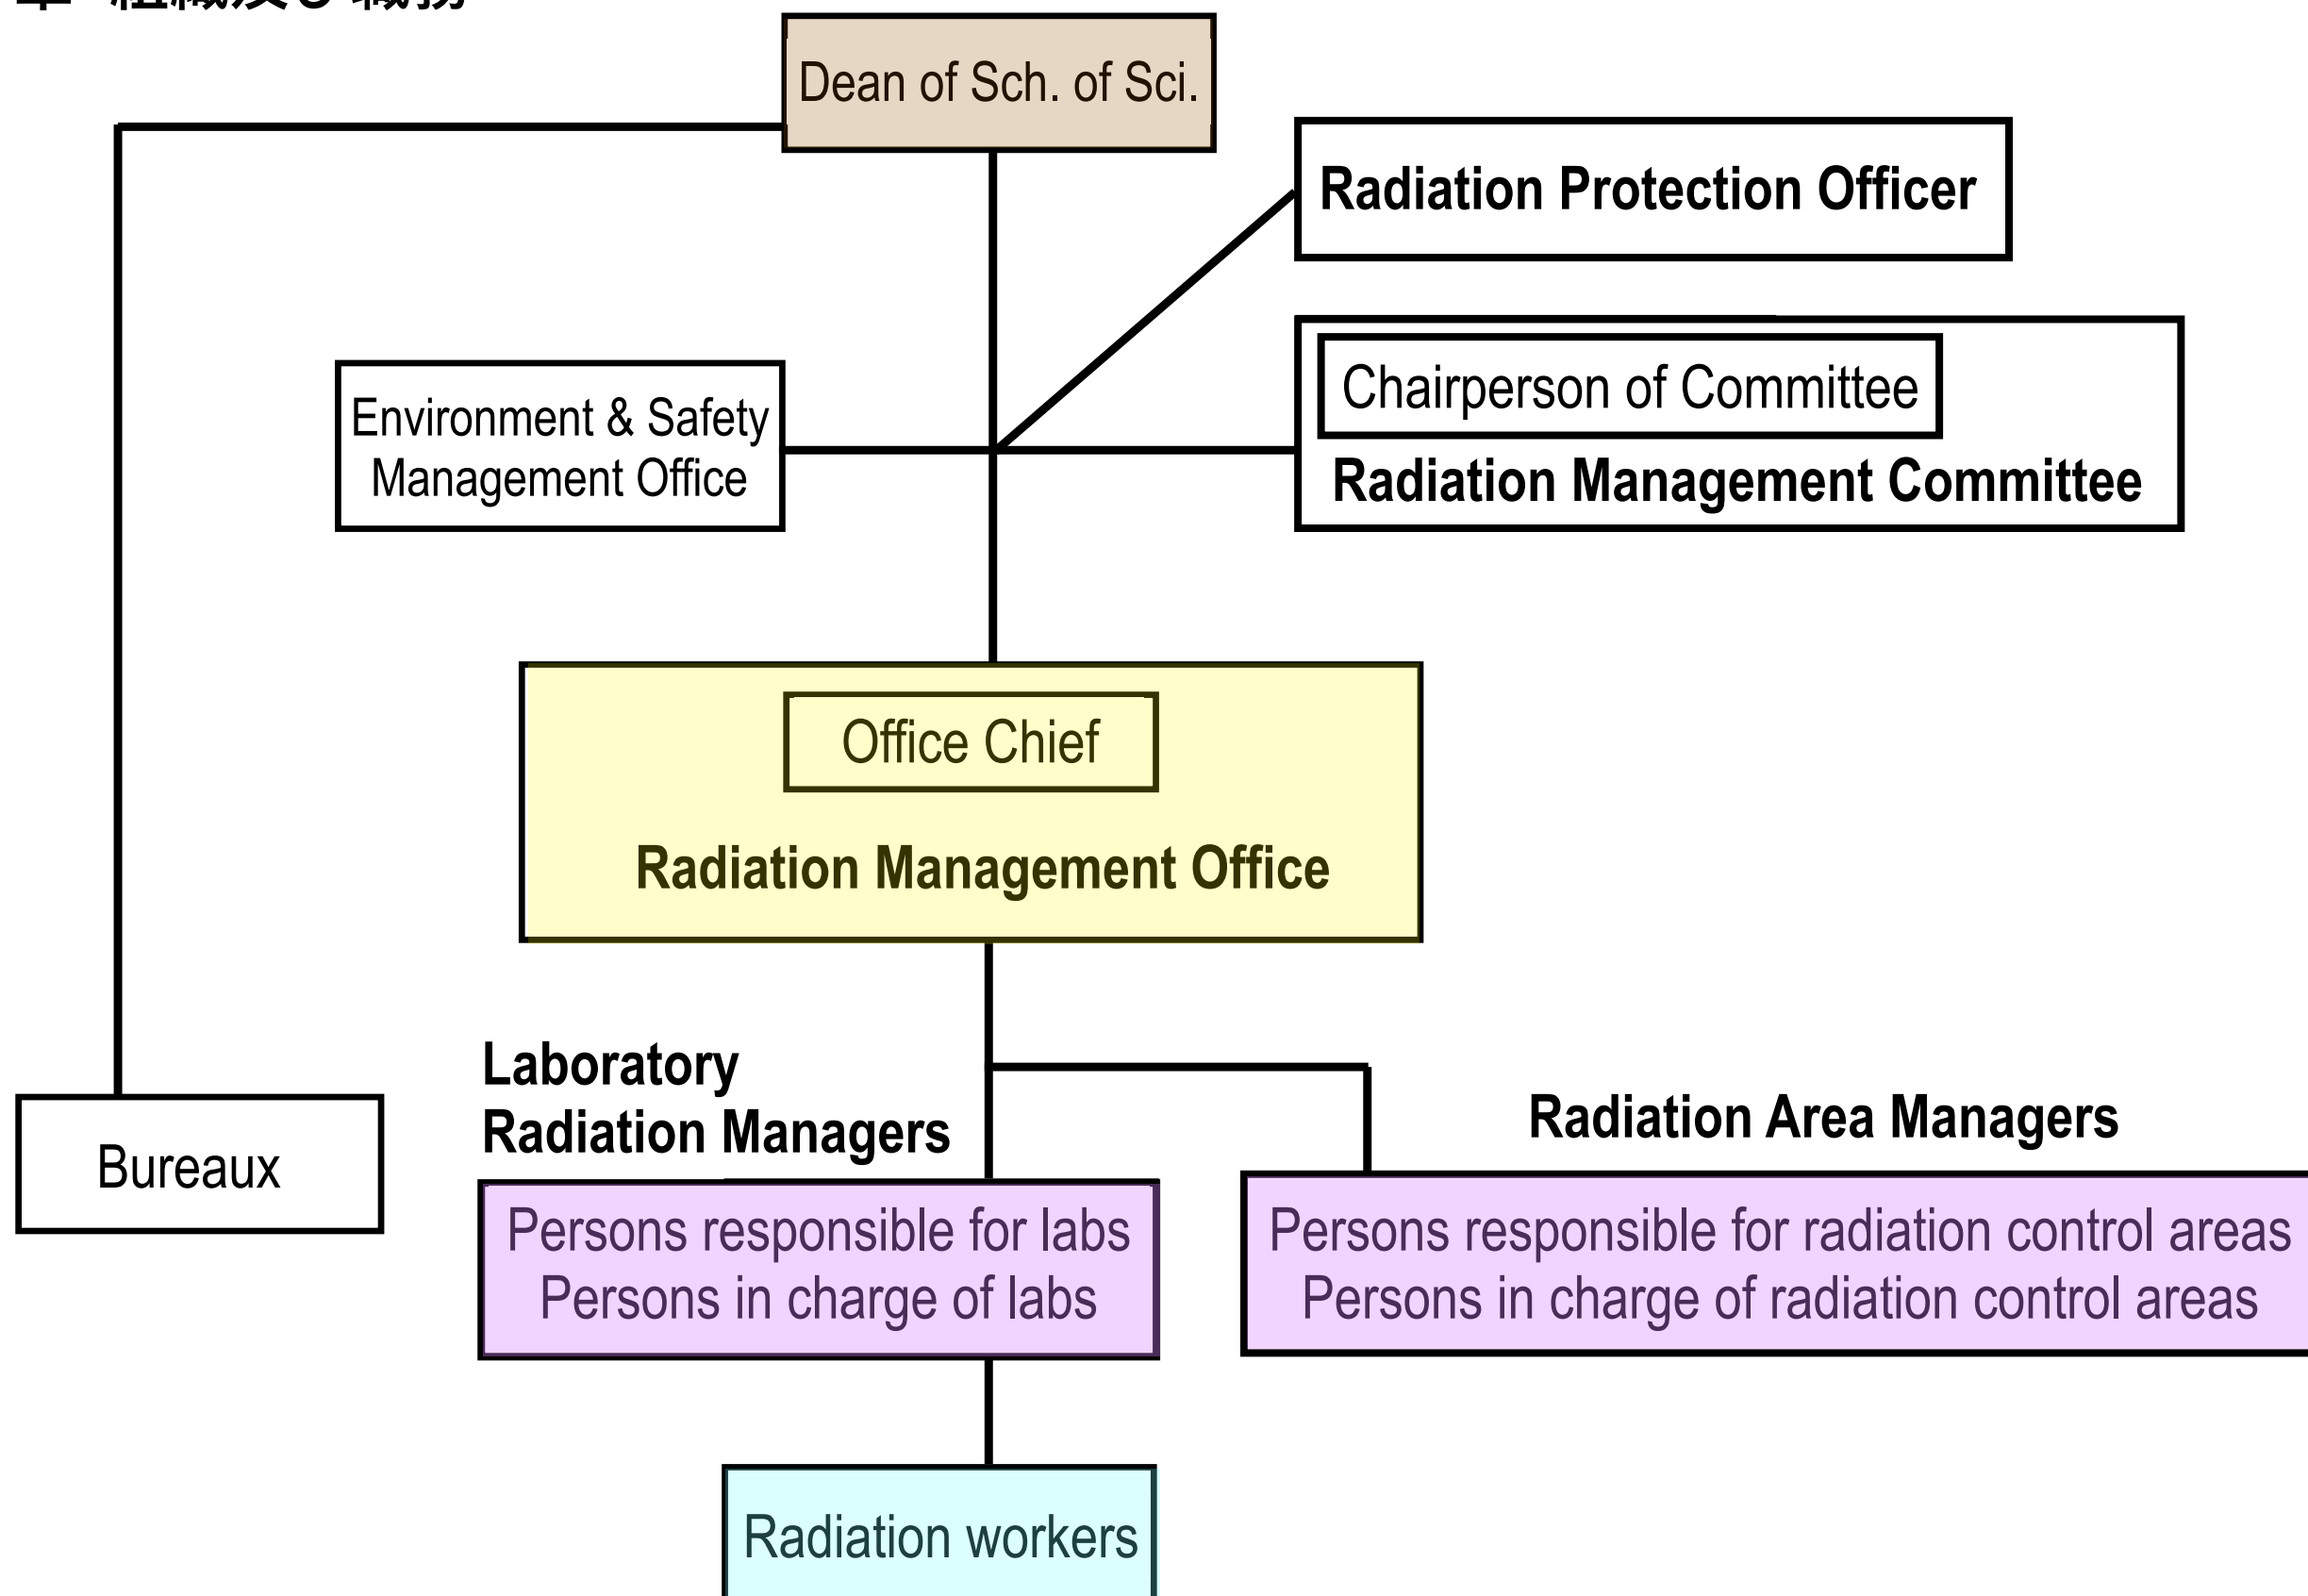 Dean of Sch. of Sci.
Radiation Protection Officer
Chairperson of Committee
Radiation Management Committee
Environment & Safety
Management Office
Office Chief
Radiation Management Office
Laboratory
Radiation Managers
Persons responsible for labs
Persons in charge of labs
Radiation Area Managers
Persons responsible for radiation control areas
Persons in charge of radiation control areas
Bureaux
Radiation workers